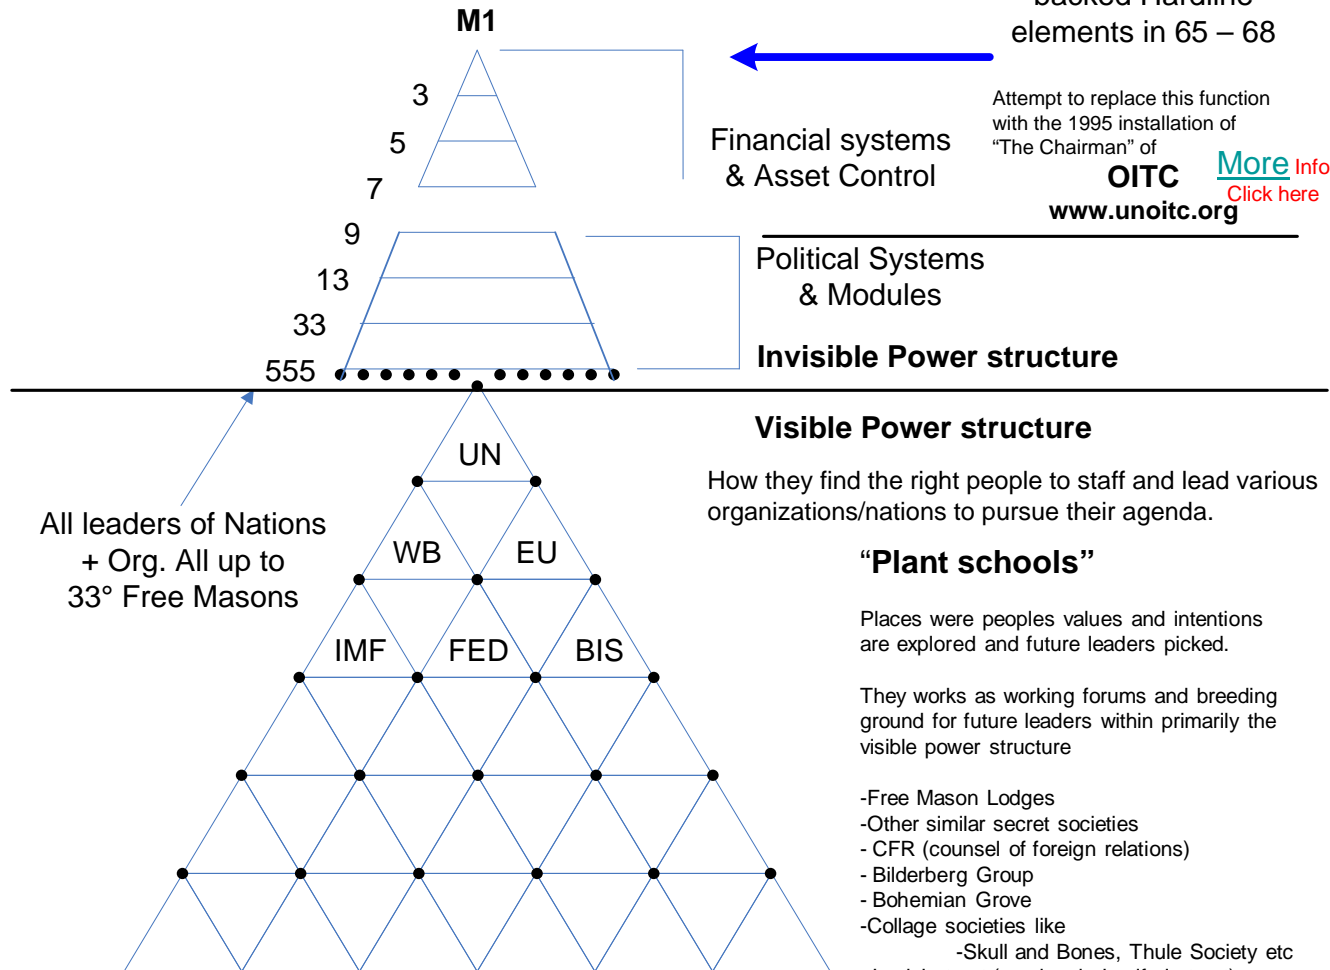 backed Hardline
elements in 65 – 68
M1
3
5
7
9
13
33
555
Financial systems
& Asset Control
Attempt to replace this function
with the 1995 installation of
“The Chairman” of
OITC
www.unoitc.org
More Info
Click here
Political Systems
& Modules
Invisible Power structure
Visible Power structure
How they find the right people to staff and lead various
organizations/nations to pursue their agenda.
All leaders of Nations
+ Org. All up to
33° Free Masons
UN
WB EU
IMF FED BIS
“Plant schools”
Places were peoples values and intentions
are explored and future leaders picked.
They works as working forums and breeding
ground for future leaders within primarily the
visible power structure
-Free Mason Lodges
-Other similar secret societies
- CFR (counsel of foreign relations)
- Bilderberg Group
- Bohemian Grove
-Collage societies like
-Skull and Bones, Thule Society etc